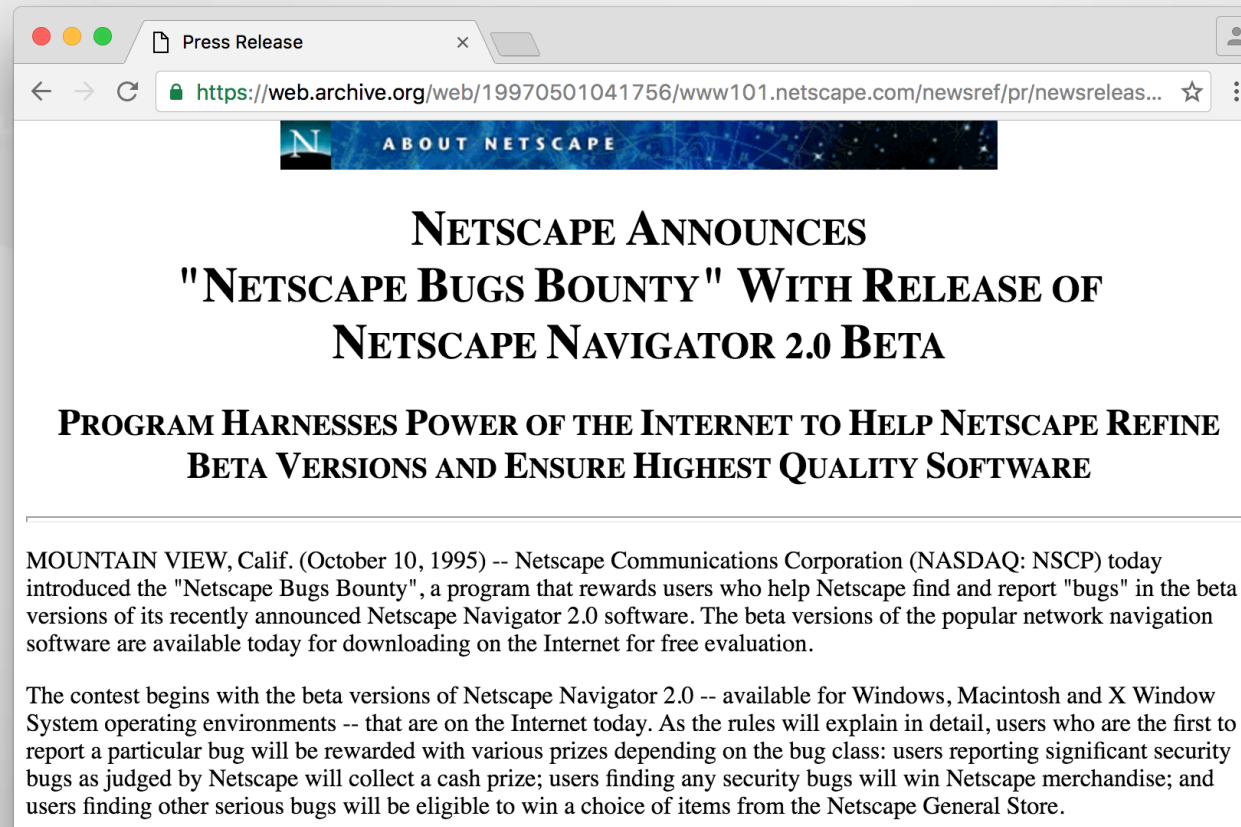 Press Release
https://web.archive.org/web/19970501041756/www101.netscape.com/newsref/pr/newsreleas...
N ABOUT NETSCAPE
NETSCAPE ANNOUNCES
"NETSCAPE BUGS BOUNTY" WITH RELEASE OF
NETSCAPE NAVIGATOR 2.0 BETA
PROGRAM HARNESSES POWER OF THE INTERNET TO HELP NETSCAPE REFINE
BETA VERSIONS AND ENSURE HIGHEST QUALITY SOFTWARE
MOUNTAIN VIEW, Calif. (October 10, 1995) -- Netscape Communications Corporation (NASDAQ: NSCP) today
introduced the "Netscape Bugs Bounty", a program that rewards users who help Netscape find and report "bugs" in the beta
versions of its recently announced Netscape Navigator 2.0 software. The beta versions of the popular network navigation
software are available today for downloading on the Internet for free evaluation.
The contest begins with the beta versions of Netscape Navigator 2.0 -- available for Windows, Macintosh and X Window
System operating environments -- that are on the Internet today. As the rules will explain in detail, users who are the first to
report a particular bug will be rewarded with various prizes depending on the bug class: users reporting significant security
bugs as judged by Netscape will collect a cash prize; users finding any security bugs will win Netscape merchandise; and
users finding other serious bugs will be eligible to win a choice of items from the Netscape General Store.